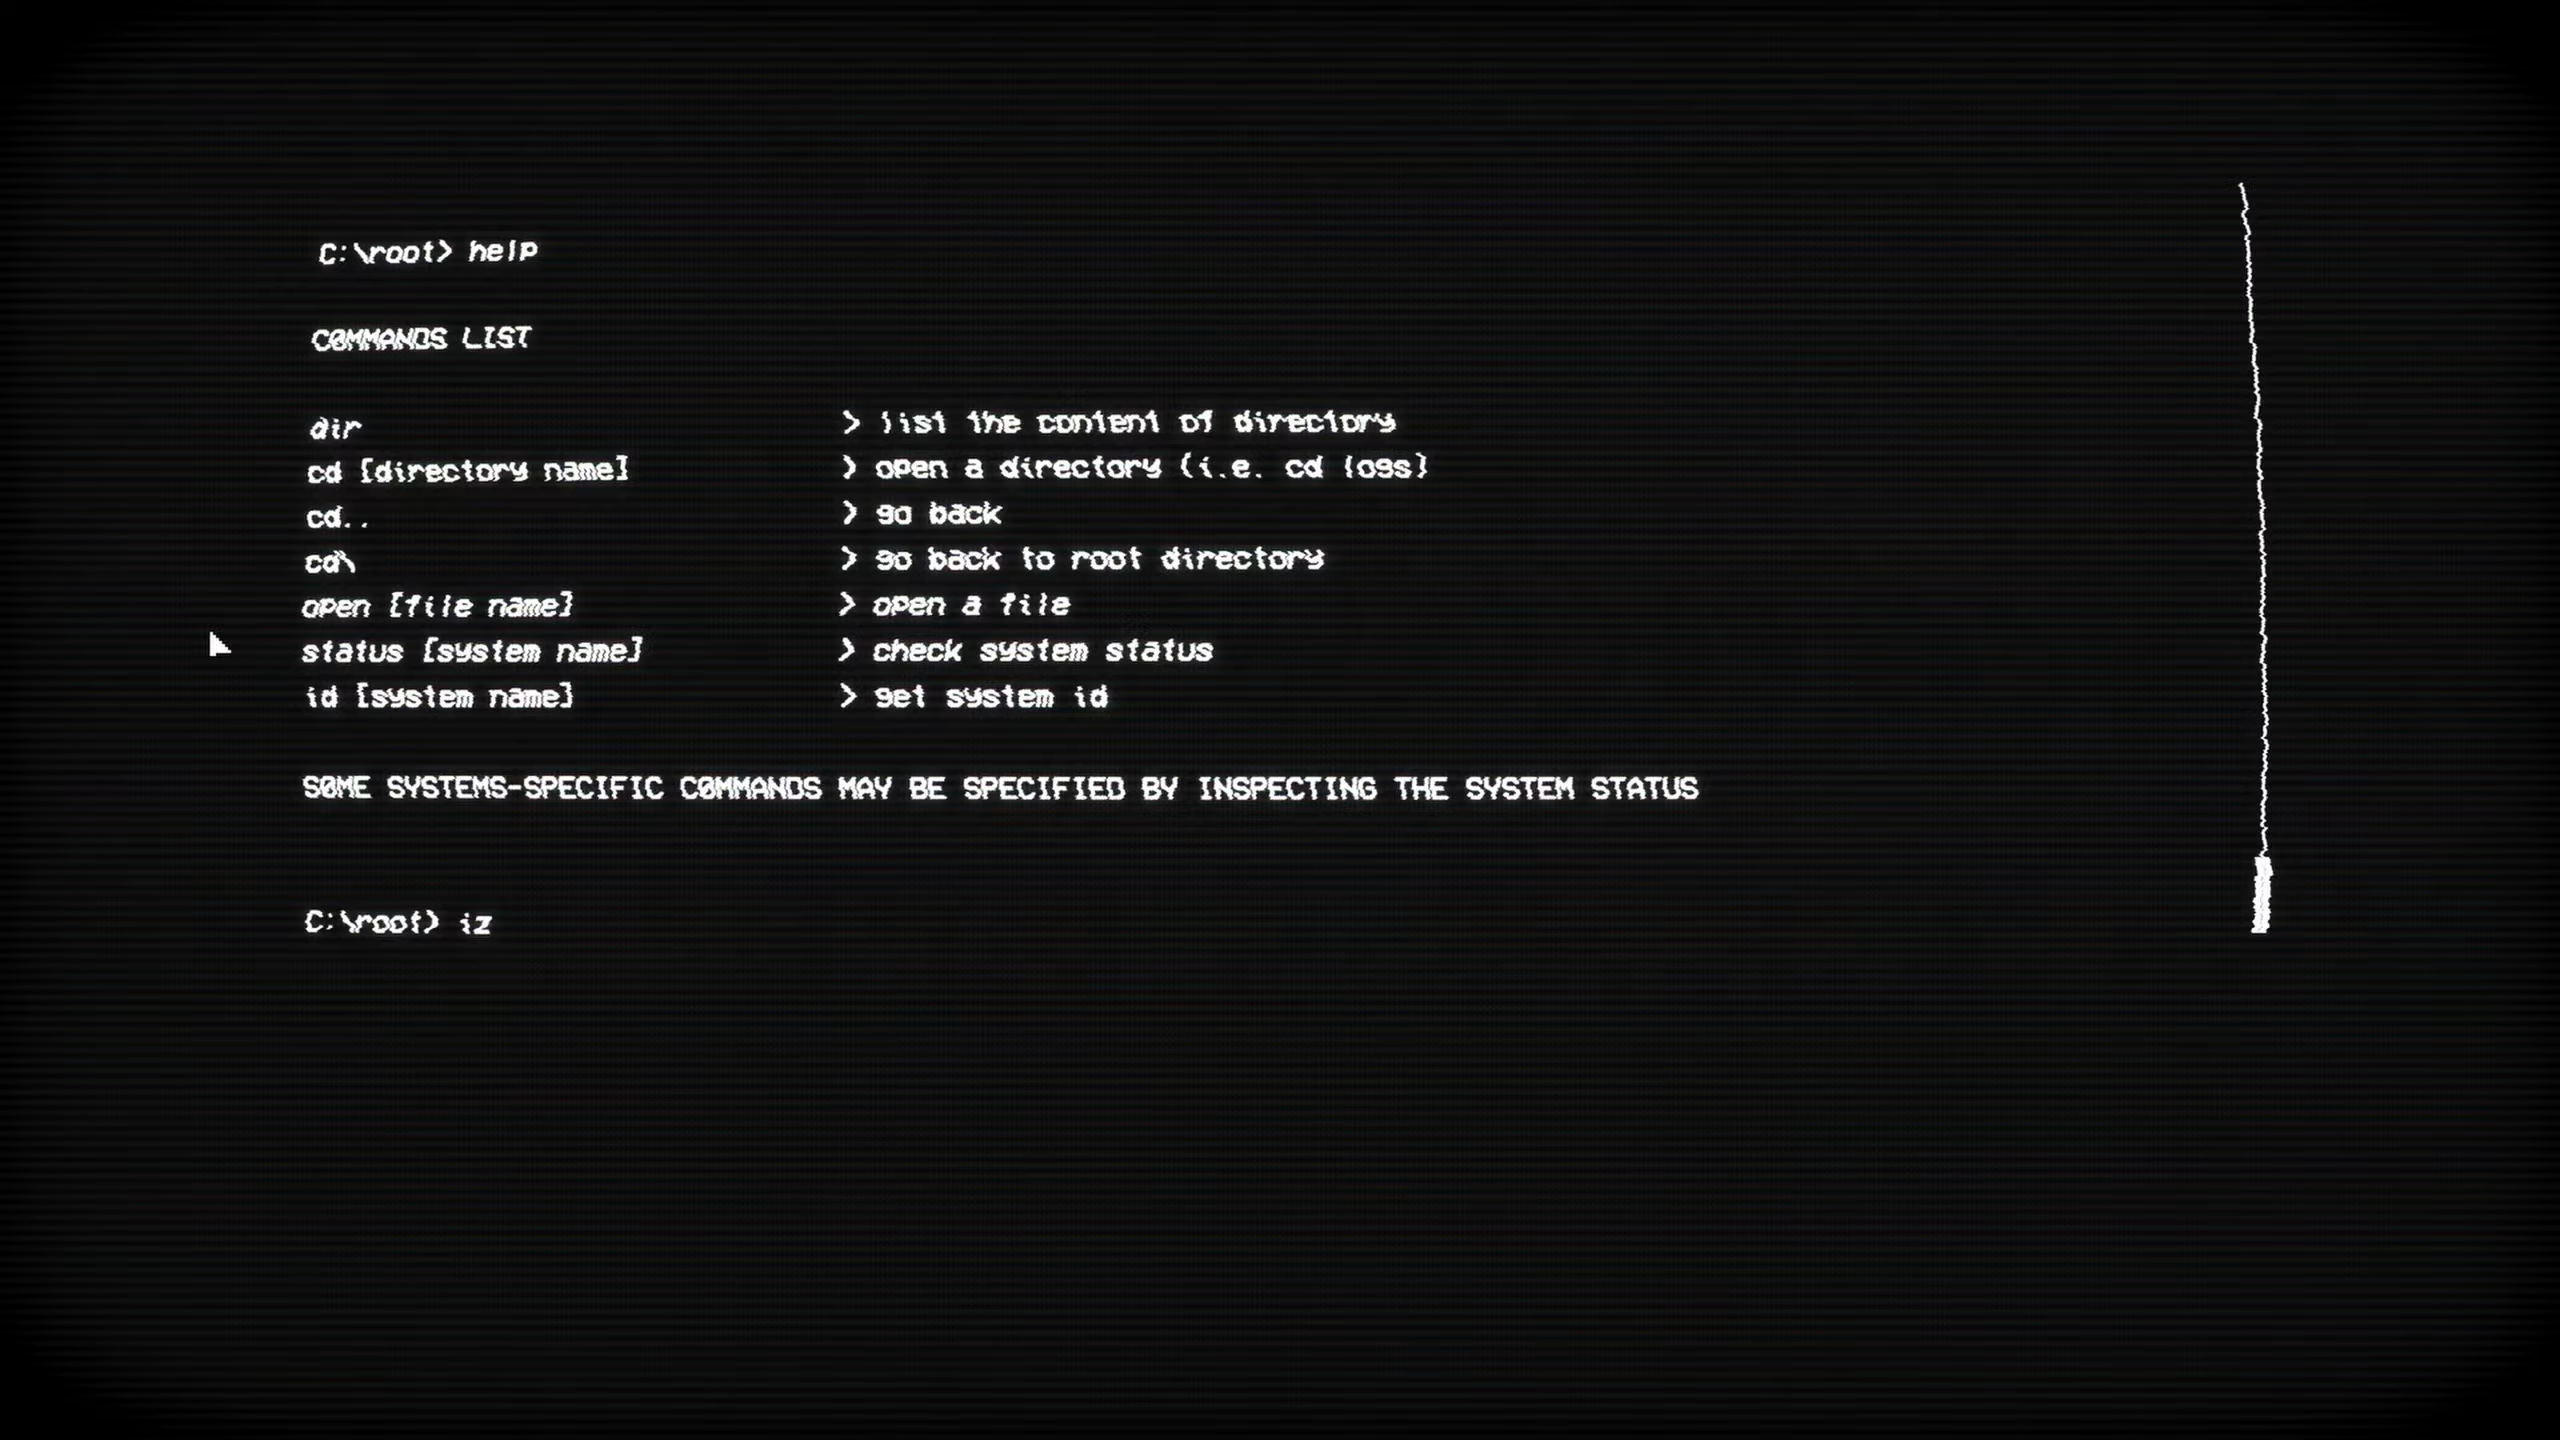 C:\root> help
COMMANDS LIST
dir > list the content of directory
cd [directory name] > open a directory (i.e. cd logs)
cd.. > go back
cd\ > go back to root directory
open [file name] > open a file
status [system name] > check system status
id [system name] > get system id
SOME SYSTEMS-SPECIFIC COMMANDS MAY BE SPECIFIED BY INSPECTING THE SYSTEM STATUS
C:\root> iz